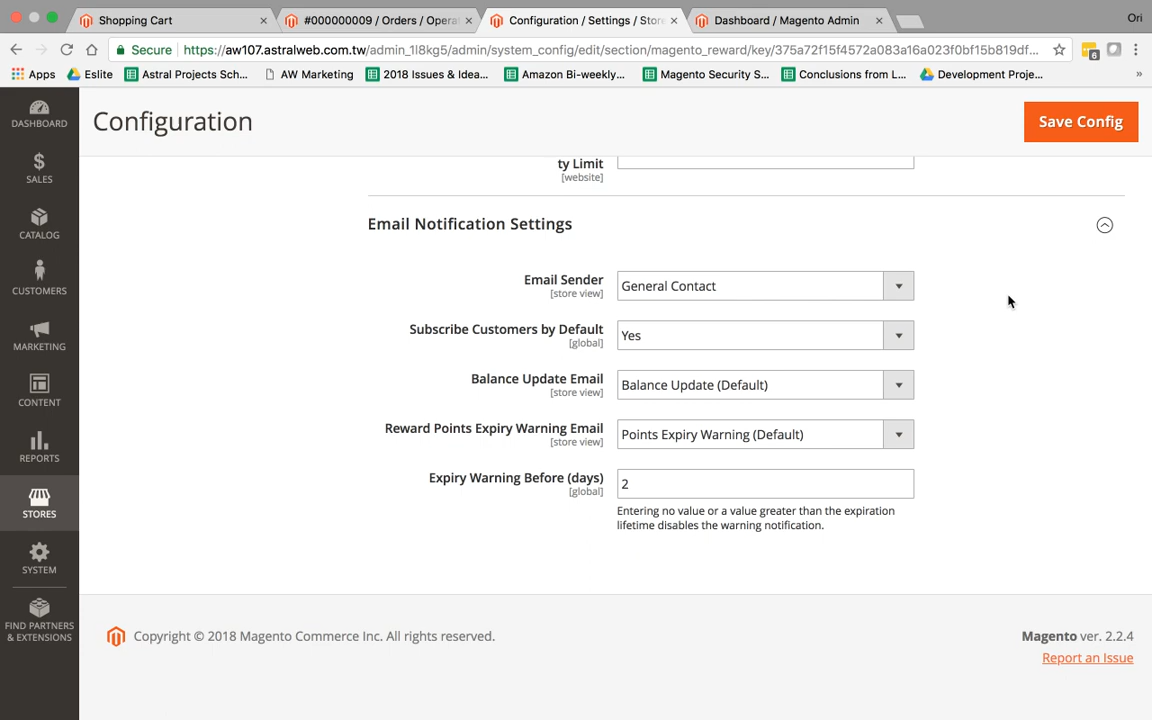 Shopping Cart
#000000009 / Orders / Operat
Configuration / Settings / Store
Dashboard / Magento Admin
Ori
Secure
https://aw107.astralweb.com.tw/admin_1l8kg5/admin/system_config/edit/section/magento_reward/key/375a72f15f4572a083a16a023f0bf15b819df...
6
Apps
Eslite
Astral Projects Sch...
AW Marketing
2018 Issues & Idea...
Amazon Bi-weekly...
Magento Security S...
Conclusions from L...
Development Proje...
»
DASHBOARD
SALES
CATALOG
CUSTOMERS
MARKETING
CONTENT
REPORTS
STORES
SYSTEM
FIND PARTNERS
& EXTENSIONS
Configuration
Save Config
ty Limit
[website]
Email Notification Settings
Email Sender
[store view]
General Contact
Subscribe Customers by Default
[global]
Yes
Balance Update Email
[store view]
Balance Update (Default)
Reward Points Expiry Warning Email
[store view]
Points Expiry Warning (Default)
Expiry Warning Before (days)
[global]
2
Entering no value or a value greater than the expiration
lifetime disables the warning notification.
Copyright © 2018 Magento Commerce Inc. All rights reserved.
Magento ver. 2.2.4
Report an Issue